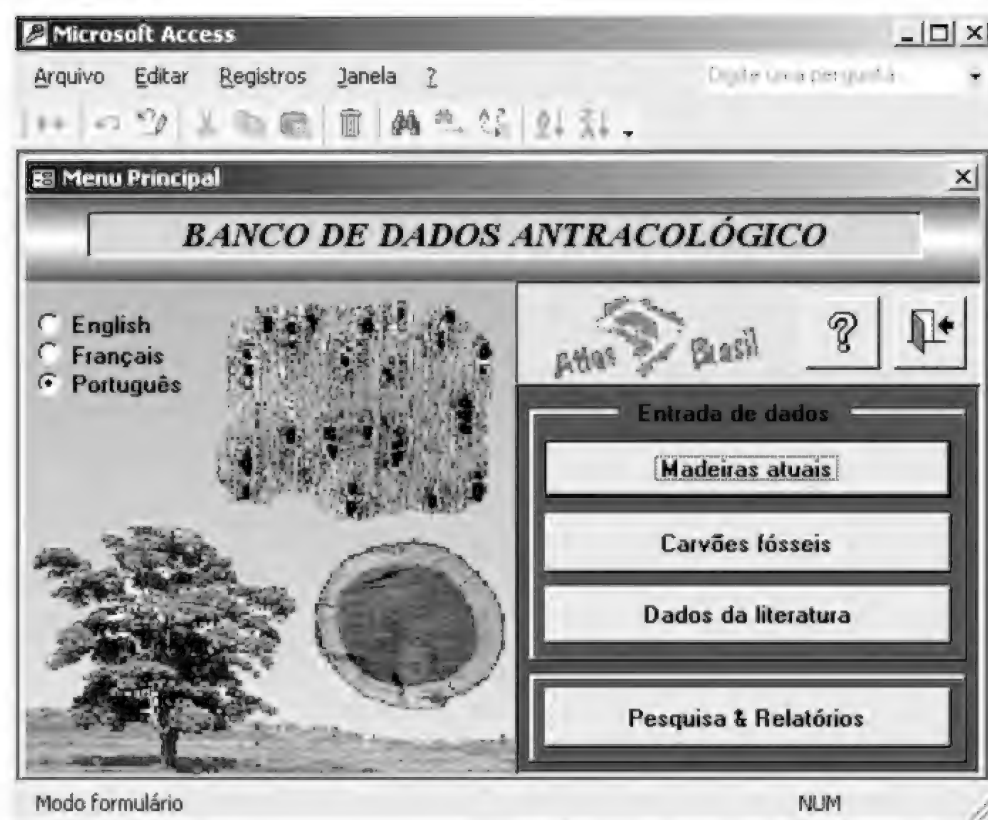 Microsoft Access
Arquivo Editar Registros Janela ?
Digite uma pergunta
Menu Principal
BANCO DE DADOS ANTRACOLÓGICO
English
Français
Português
Atlas Brasil
?
Entrada de dados
Madeiras atuais
Carvões fósseis
Dados da literatura
Pesquisa & Relatórios
Modo formulário NUM